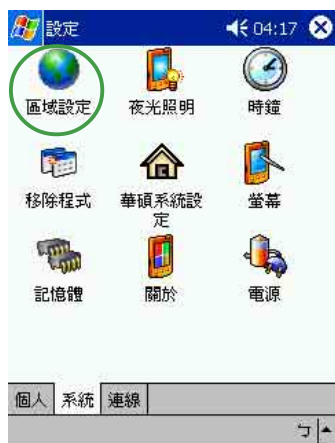 設定 04:17
區域設定 夜光照明 時鐘
移除程式 華碩系統設定 螢幕
記憶體 關於 電源
個人 系統 連線
ㄅ